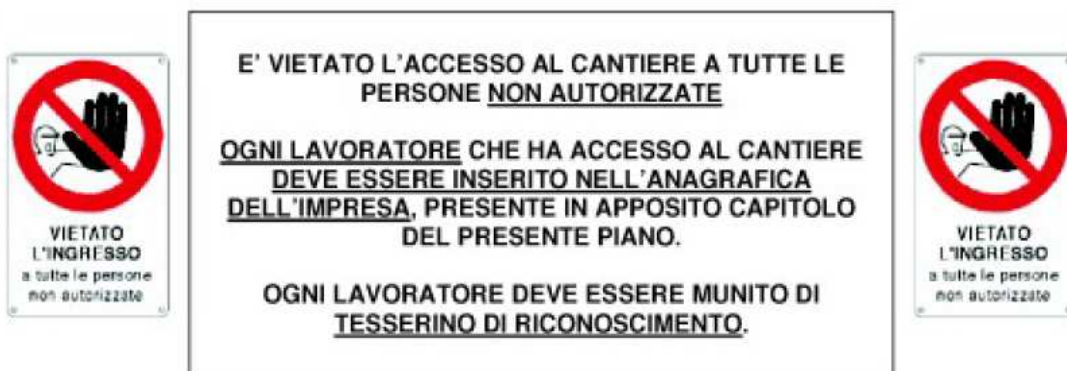 VIETATO
L'INGRESSO
a tutte le persone
non autorizzate
E' VIETATO L'ACCESSO AL CANTIERE A TUTTE LE
PERSONE NON AUTORIZZATE
OGNI LAVORATORE CHE HA ACCESSO AL CANTIERE
DEVE ESSERE INSERITO NELL'ANAGRAFICA
DELL'IMPRESA, PRESENTE IN APPOSITO CAPITOLO
DEL PRESENTE PIANO.
OGNI LAVORATORE DEVE ESSERE MUNITO DI
TESSERINO DI RICONOSCIMENTO.
VIETATO
L'INGRESSO
a tutte le persone
non autorizzate